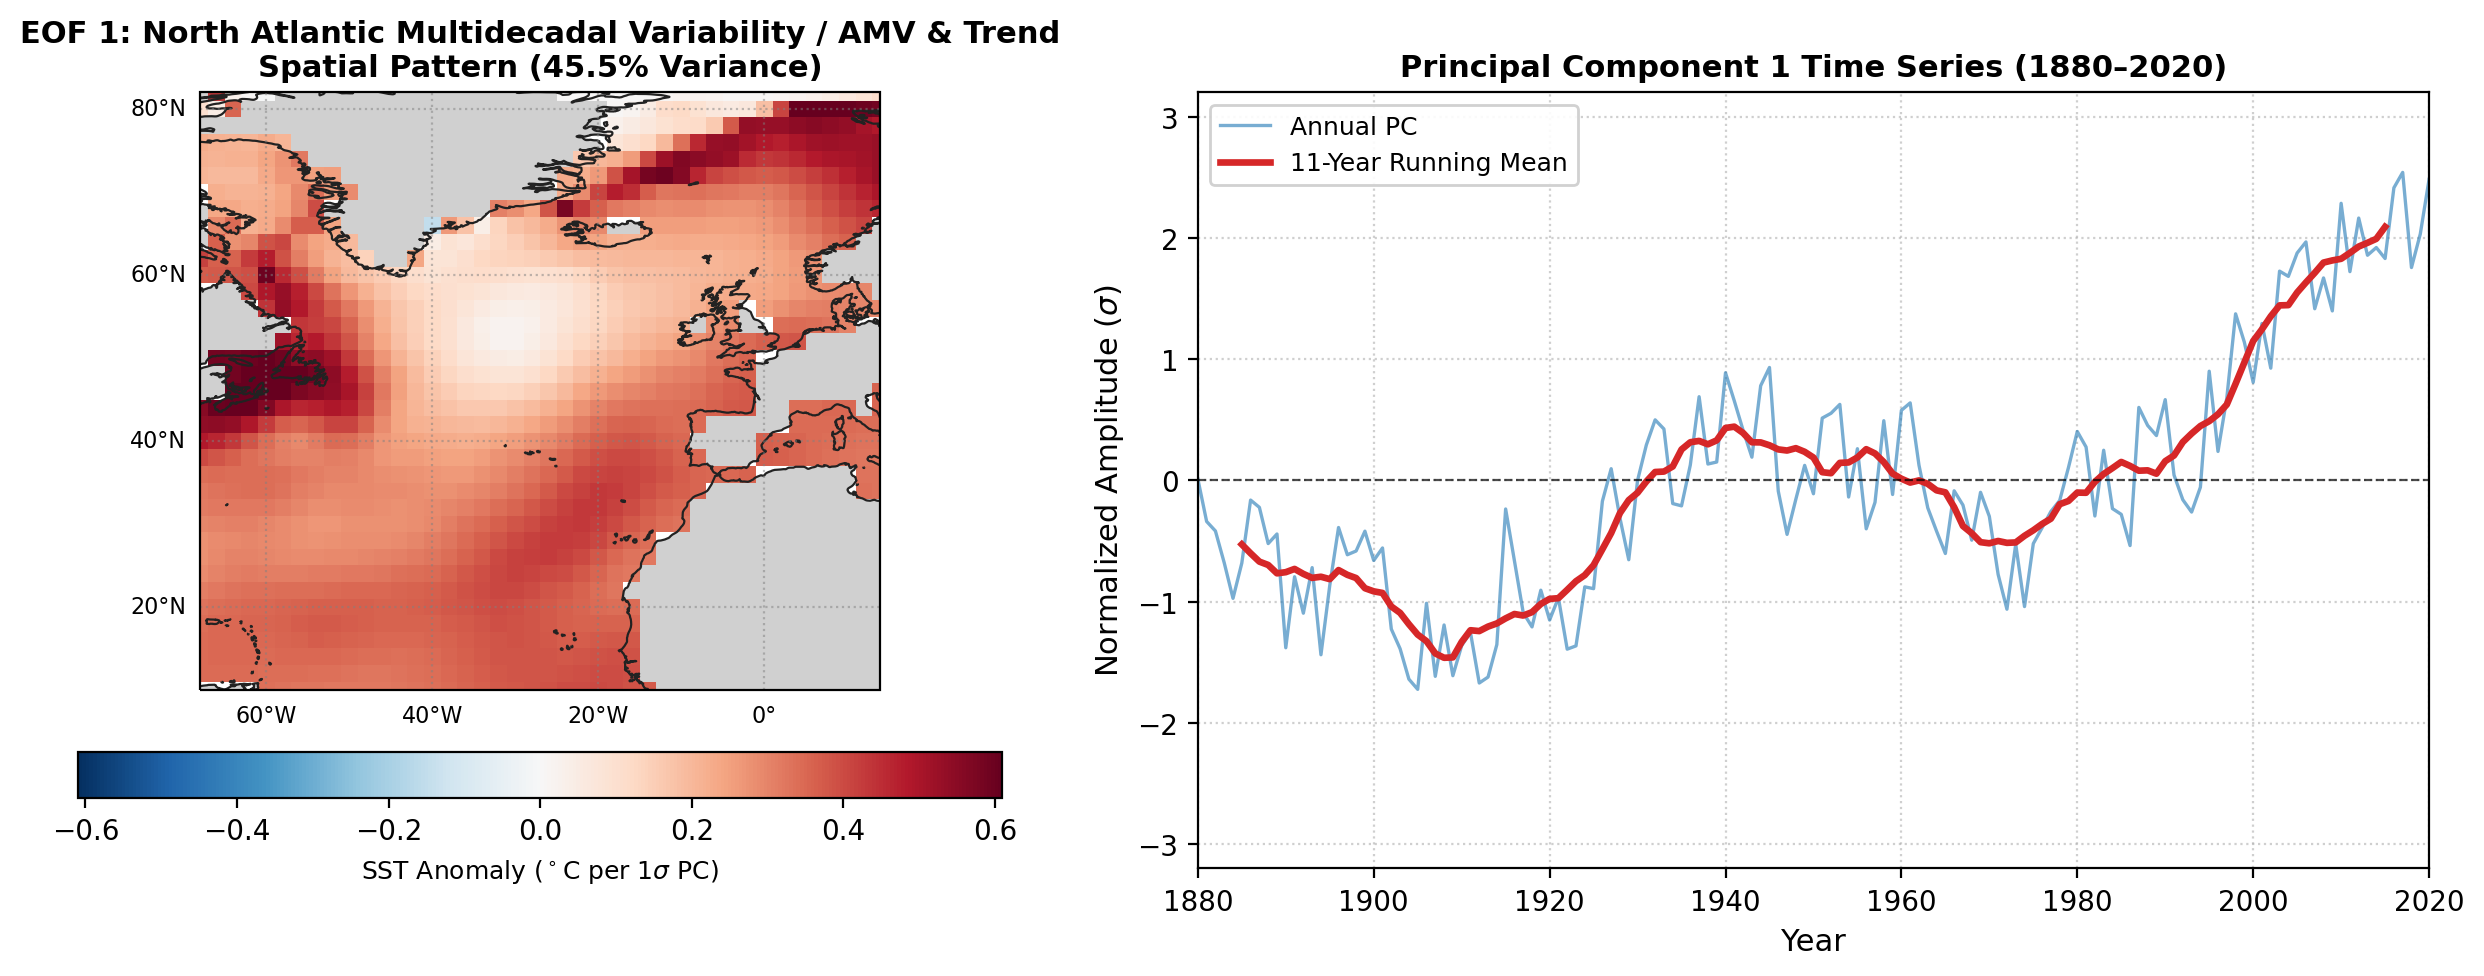 EOF 1: North Atlantic Multidecadal Variability / AMV & Trend
Spatial Pattern (45.5% Variance)
80°N
60°N
40°N
20°N
60°W
40°W
20°W
0°
−0.6
−0.4
−0.2
0.0
0.2
0.4
0.6
SST Anomaly (°C per 1σ PC)
Principal Component 1 Time Series (1880–2020)
Annual PC
11-Year Running Mean
Normalized Amplitude (σ)
3
2
1
0
−1
−2
−3
1880
1900
1920
1940
1960
1980
2000
2020
Year